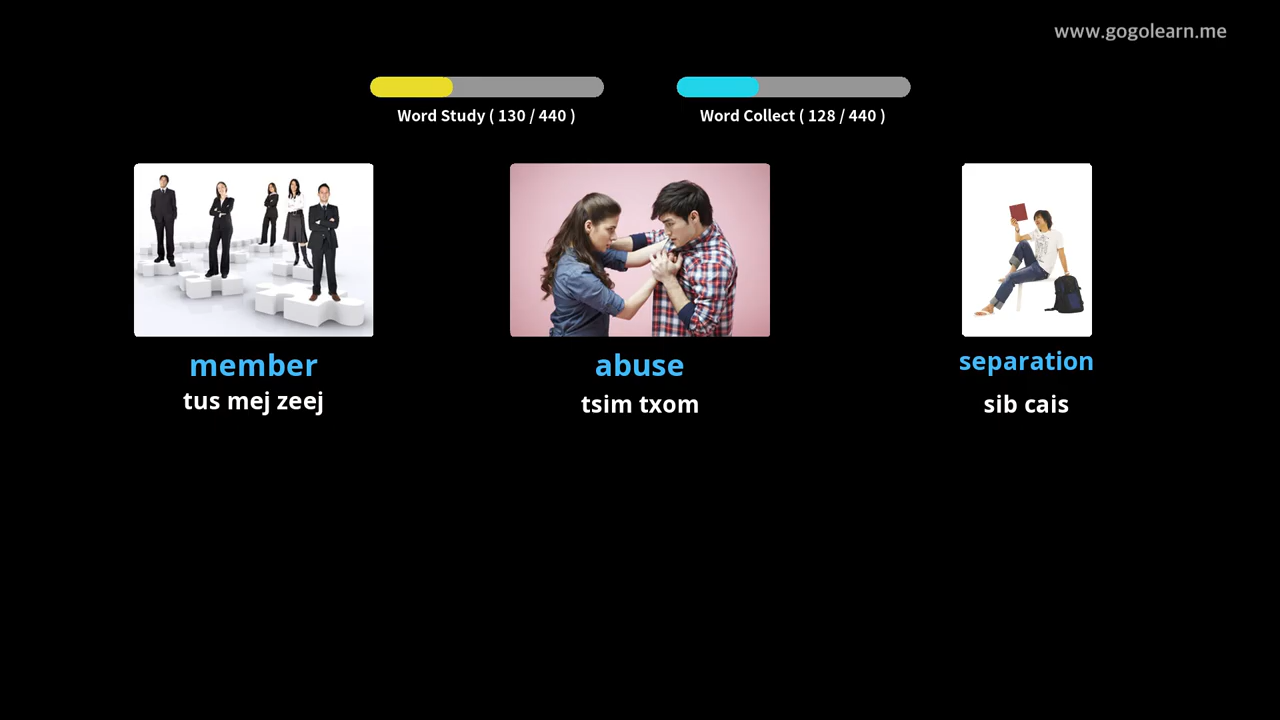 www.gogolearn.me
Word Study ( 130 / 440 )
Word Collect ( 128 / 440 )
member
tus mej zeej
abuse
tsim txom
separation
sib cais